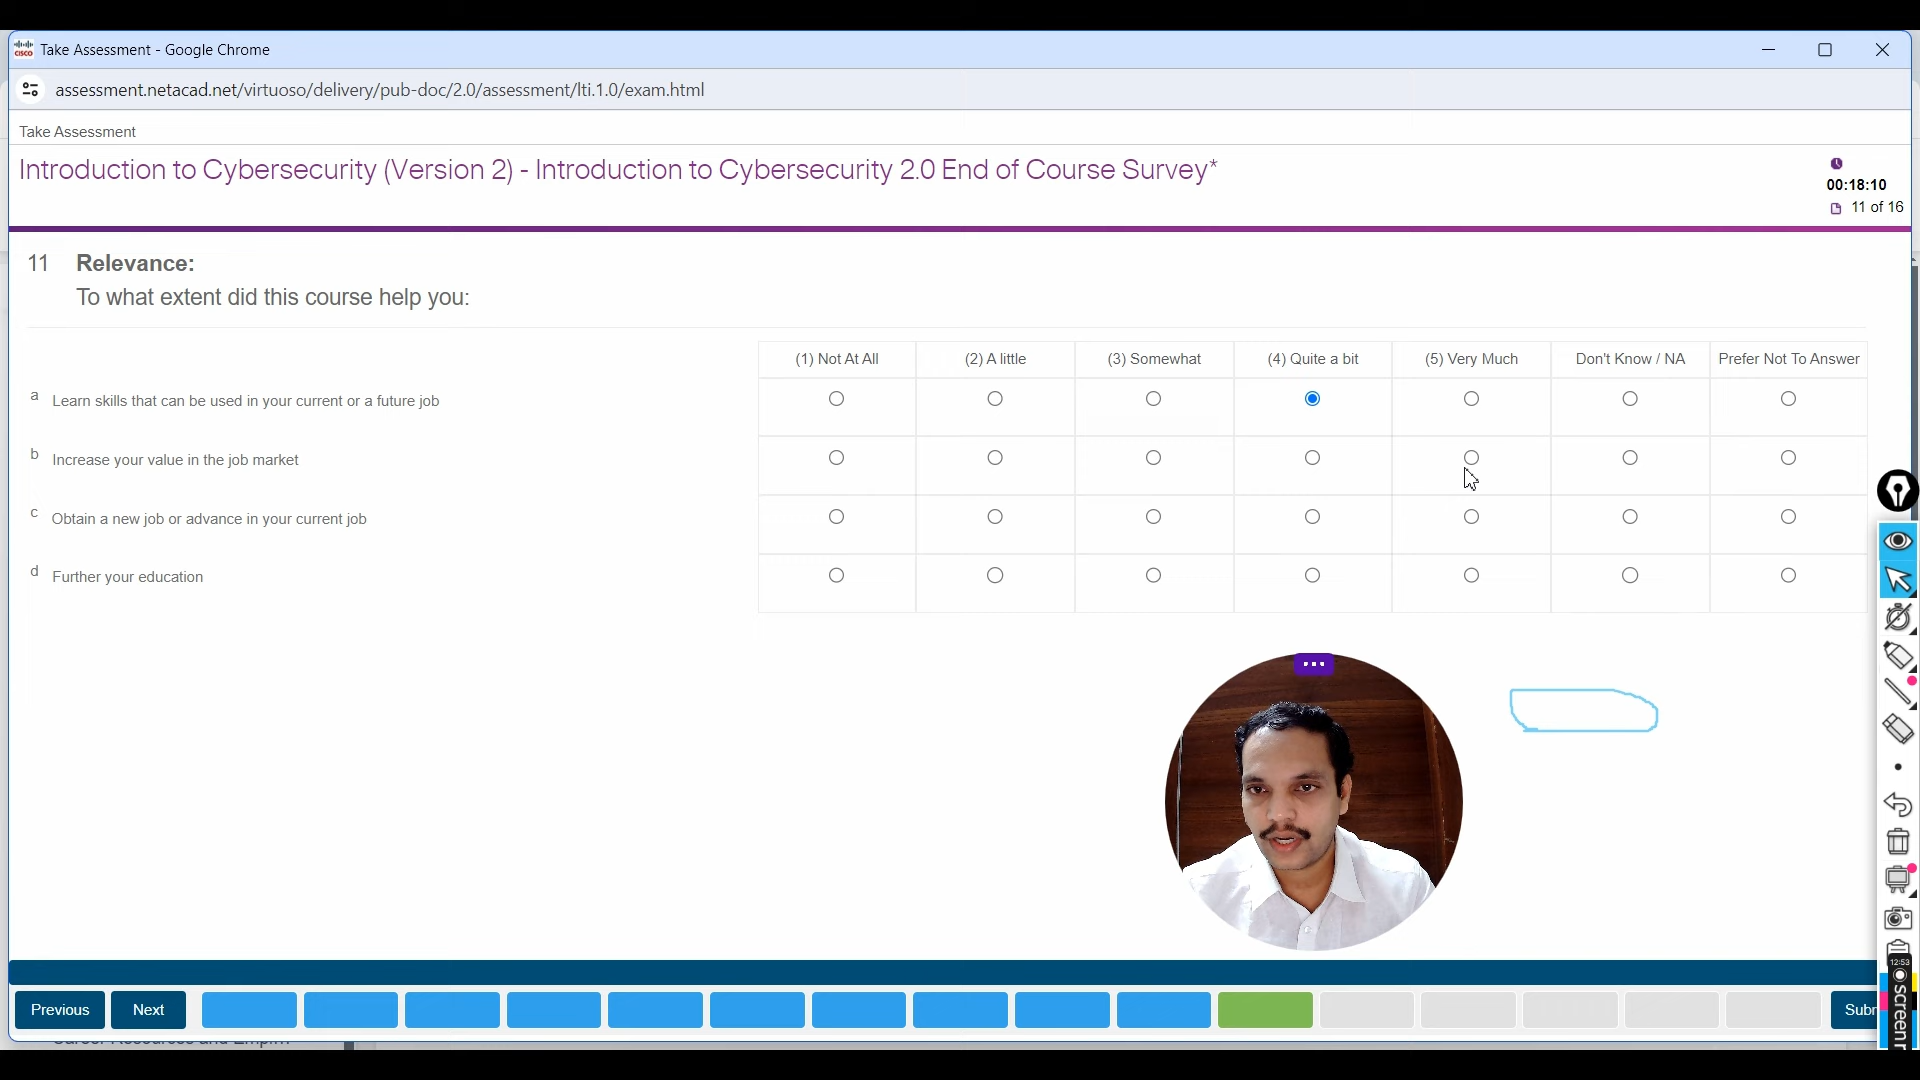 CISCO Take Assessment - Google Chrome
assessment.netacad.net/virtuoso/delivery/pub-doc/2.0/assessment/lti.1.0/exam.html
Take Assessment
Introduction to Cybersecurity (Version 2) - Introduction to Cybersecurity 2.0 End of Course Survey*
00:18:10
11 of 16
11 Relevance:
To what extent did this course help you:
(1) Not At All (2) A little (3) Somewhat (4) Quite a bit (5) Very Much Don't Know / NA Prefer Not To Answer
a Learn skills that can be used in your current or a future job
b Increase your value in the job market
c Obtain a new job or advance in your current job
d Further your education
12:53
screenr
Previous Next Subr